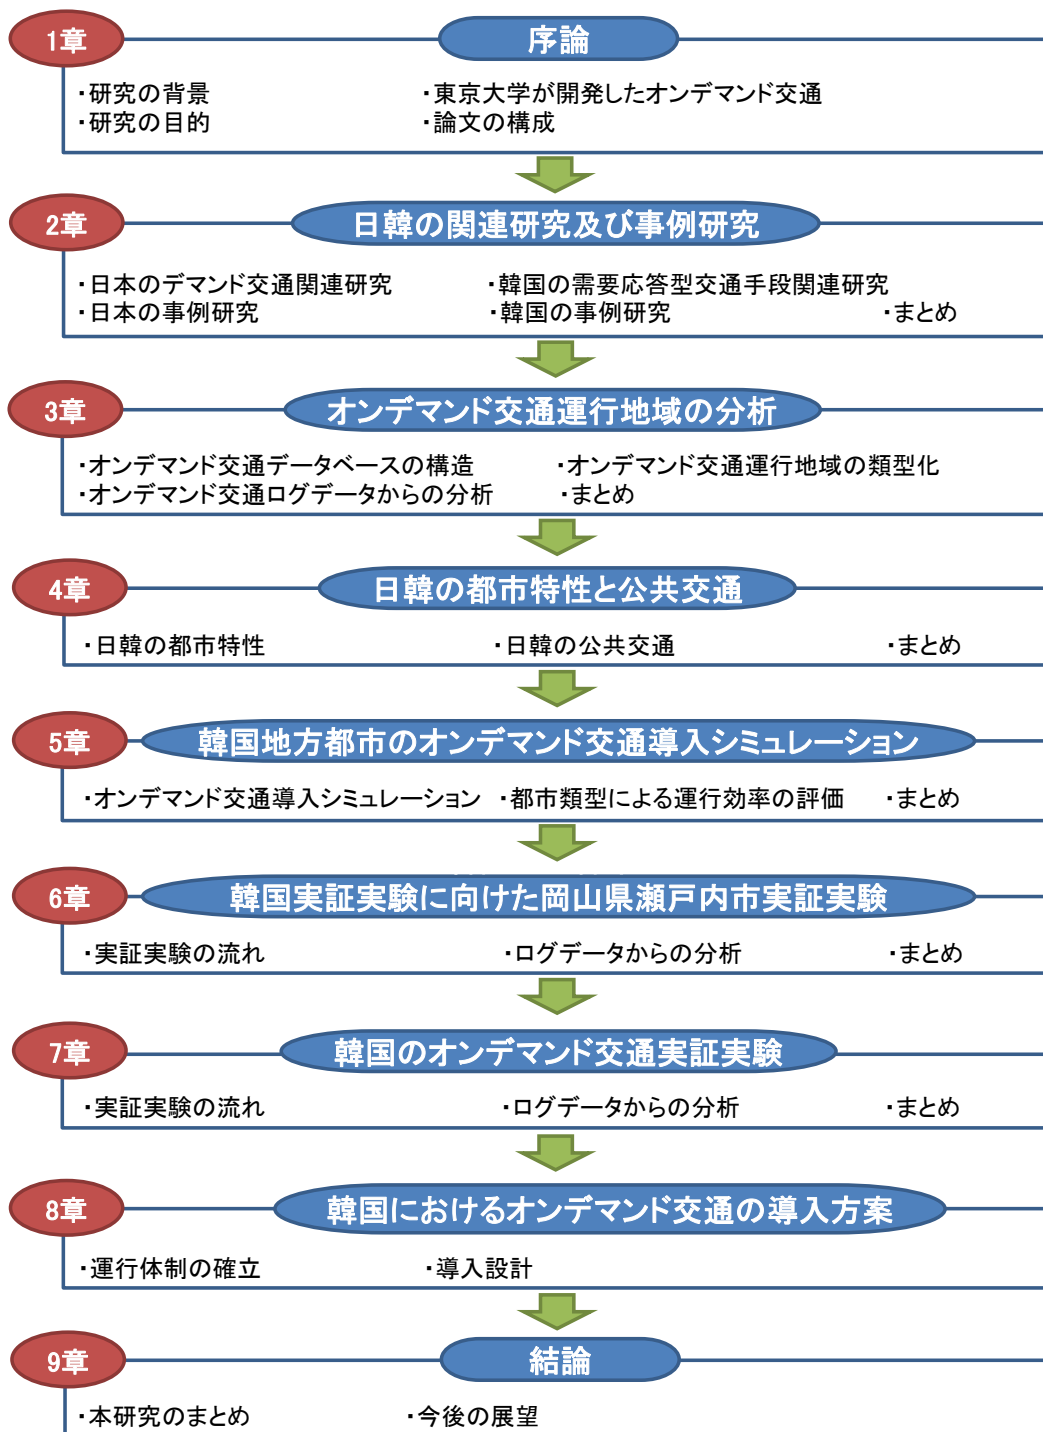 1章 序論
・研究の背景 ・東京大学が開発したオンデマンド交通
・研究の目的 ・論文の構成
2章 日韓の関連研究及び事例研究
・日本のデマンド交通関連研究 ・韓国の需要応答型交通手段関連研究
・日本の事例研究 ・韓国の事例研究 ・まとめ
3章 オンデマンド交通運行地域の分析
・オンデマンド交通データベースの構造 ・オンデマンド交通運行地域の類型化
・オンデマンド交通ログデータからの分析 ・まとめ
4章 日韓の都市特性と公共交通
・日韓の都市特性 ・日韓の公共交通 ・まとめ
5章 韓国地方都市のオンデマンド交通導入シミュレーション
・オンデマンド交通導入シミュレーション ・都市類型による運行効率の評価 ・まとめ
6章 韓国実証実験に向けた岡山県瀬戸内市実証実験
・実証実験の流れ ・ログデータからの分析 ・まとめ
7章 韓国のオンデマンド交通実証実験
・実証実験の流れ ・ログデータからの分析 ・まとめ
8章 韓国におけるオンデマンド交通の導入方案
・運行体制の確立 ・導入設計
9章 結論
・本研究のまとめ ・今後の展望